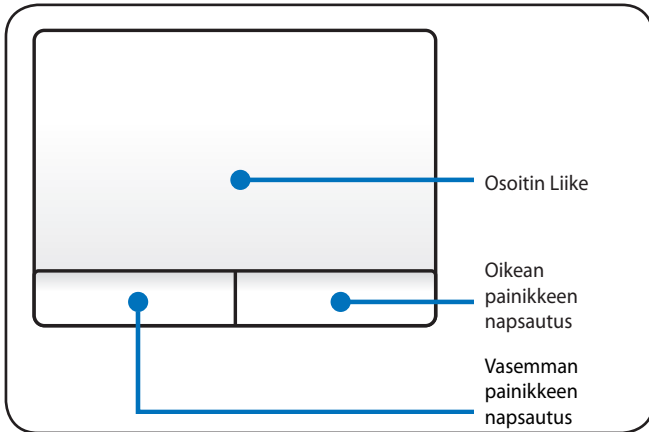 Osoitin Liike
Oikean
painikkeen
napsautus
Vasemman
painikkeen
napsautus